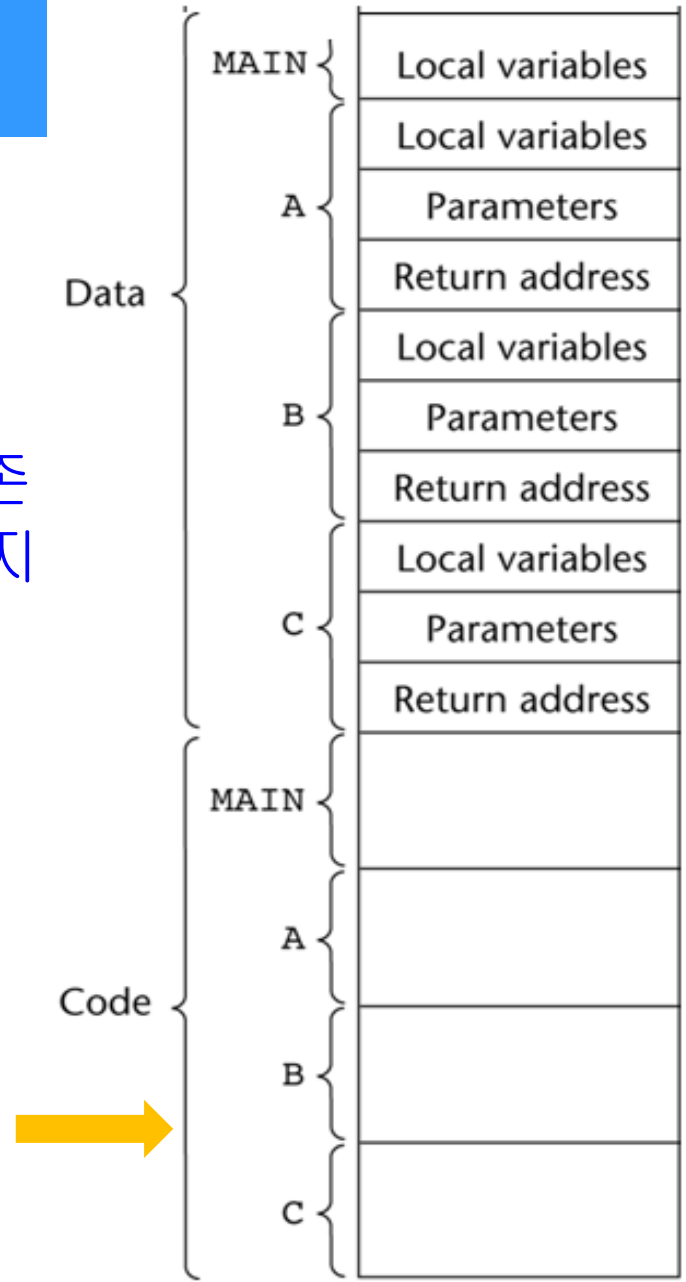 MAIN
Local variables
Local variables
A
Parameters
Return address
Data
Local variables
B
Parameters
Return address
Local variables
지
C
Parameters
Return address
MAIN
A
Code
B
C